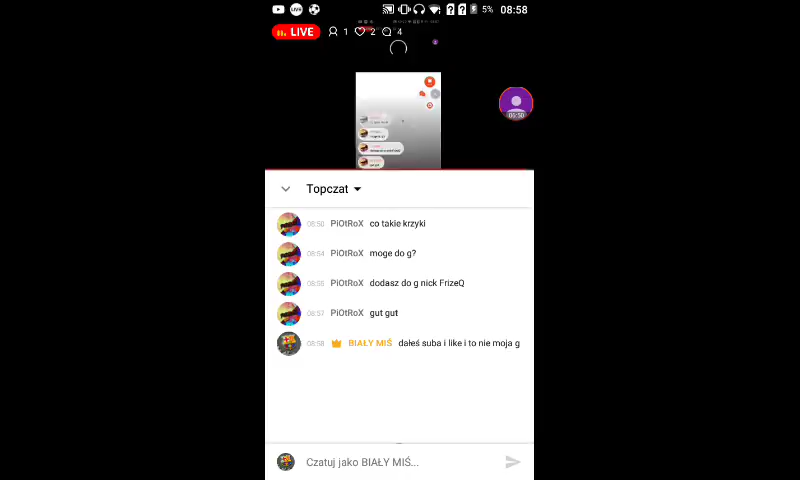 LIVE
5% 08:58
LIVE 1 2 4
06:50
Topczat
08:50 PiOtRoX co takie krzyki
08:54 PiOtRoX moge do g?
08:55 PiOtRoX dodasz do g nick FrizeQ
08:57 PiOtRoX gut gut
08:58 BIAŁY MIŚ dałeś suba i like i to nie moja g
Czatuj jako BIAŁY MIŚ...